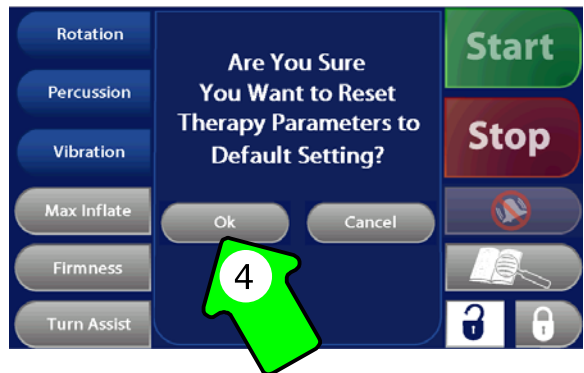 Rotation
Percussion
Vibration
Max Inflate
Firmness
Turn Assist
Are You Sure
You Want to Reset
Therapy Parameters to
Default Setting?
Ok
Cancel
4
Start
Stop